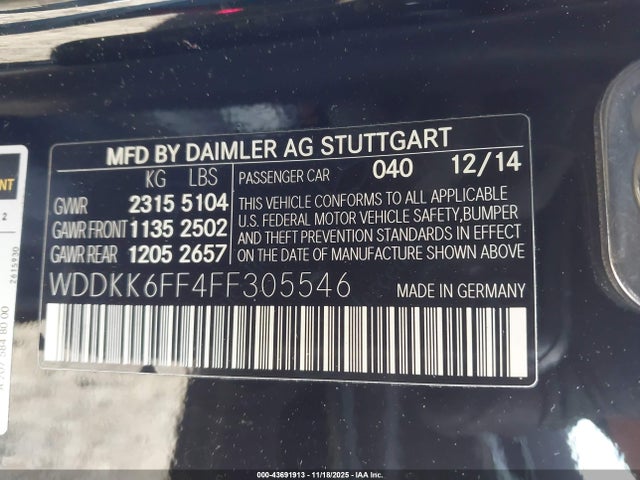 MFD BY DAIMLER AG STUTTGART
KG LBS
GVWR 2315 5104
GAWR FRONT 1135 2502
GAWR REAR 1205 2657
PASSENGER CAR 040 12/14
THIS VEHICLE CONFORMS TO ALL APPLICABLE
U.S. FEDERAL MOTOR VEHICLE SAFETY, BUMPER
AND THEFT PREVENTION STANDARDS IN EFFECT
ON THE DATE OF MANUFACTURE SHOWN ABOVE
WDDKK6FF4FF305546 MADE IN GERMANY
2
2615930
000-43691913 - 11/18/2025 - IAAI Inc.